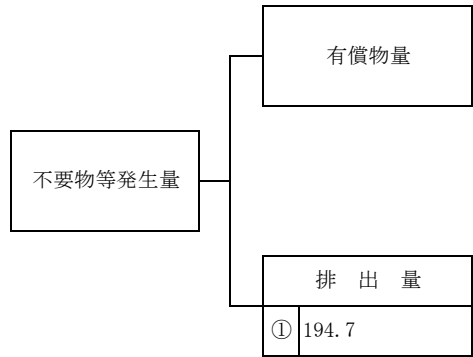 有償物量
不要物等発生量
排 出 量
① 194.7